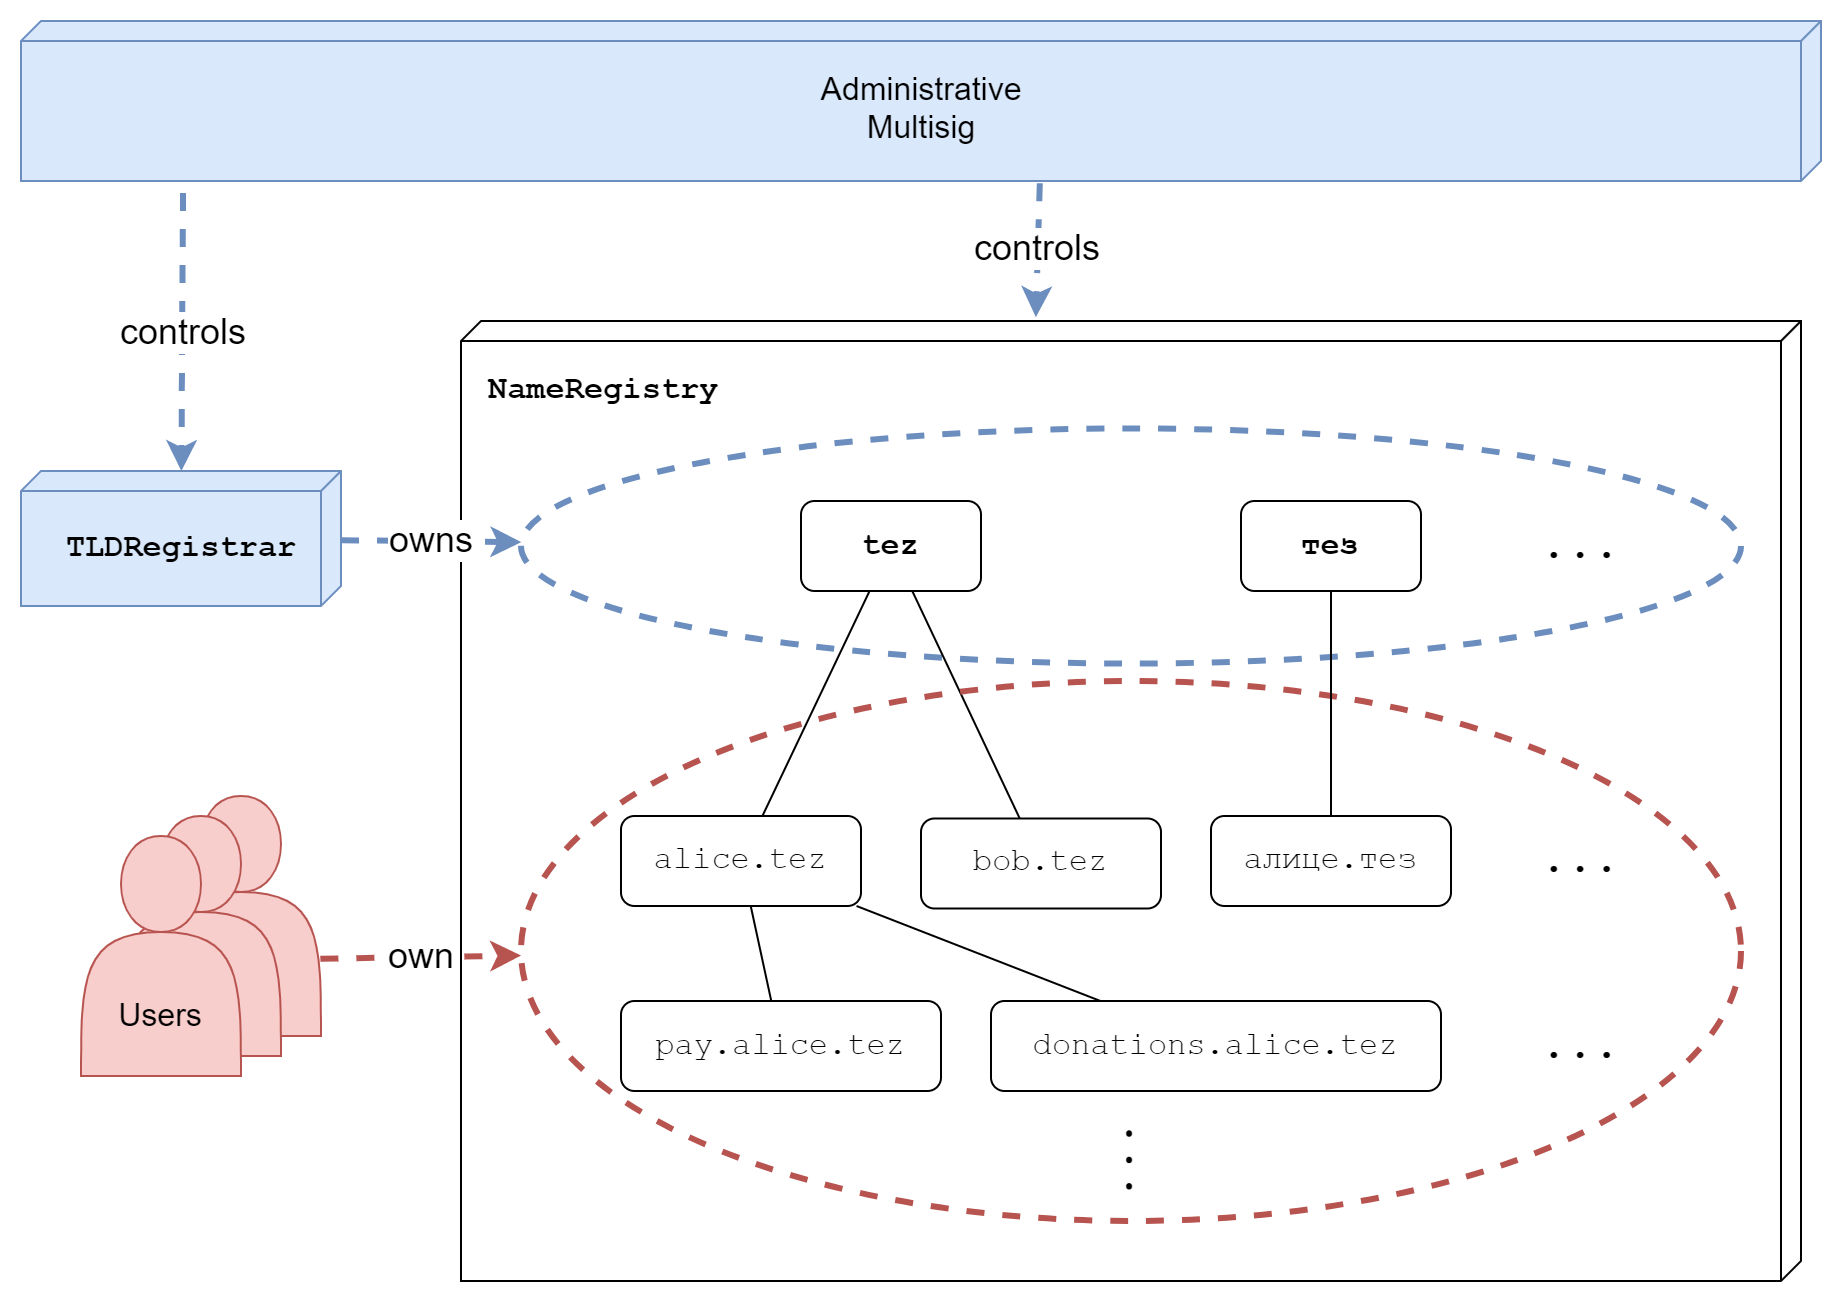 Administrative
Multisig
controls
controls
NameRegistry
TLDRegistrar
owns
tez
тез
...
alice.tez
bob.tez
алице.тез
...
own
Users
pay.alice.tez
donations.alice.tez
...
...